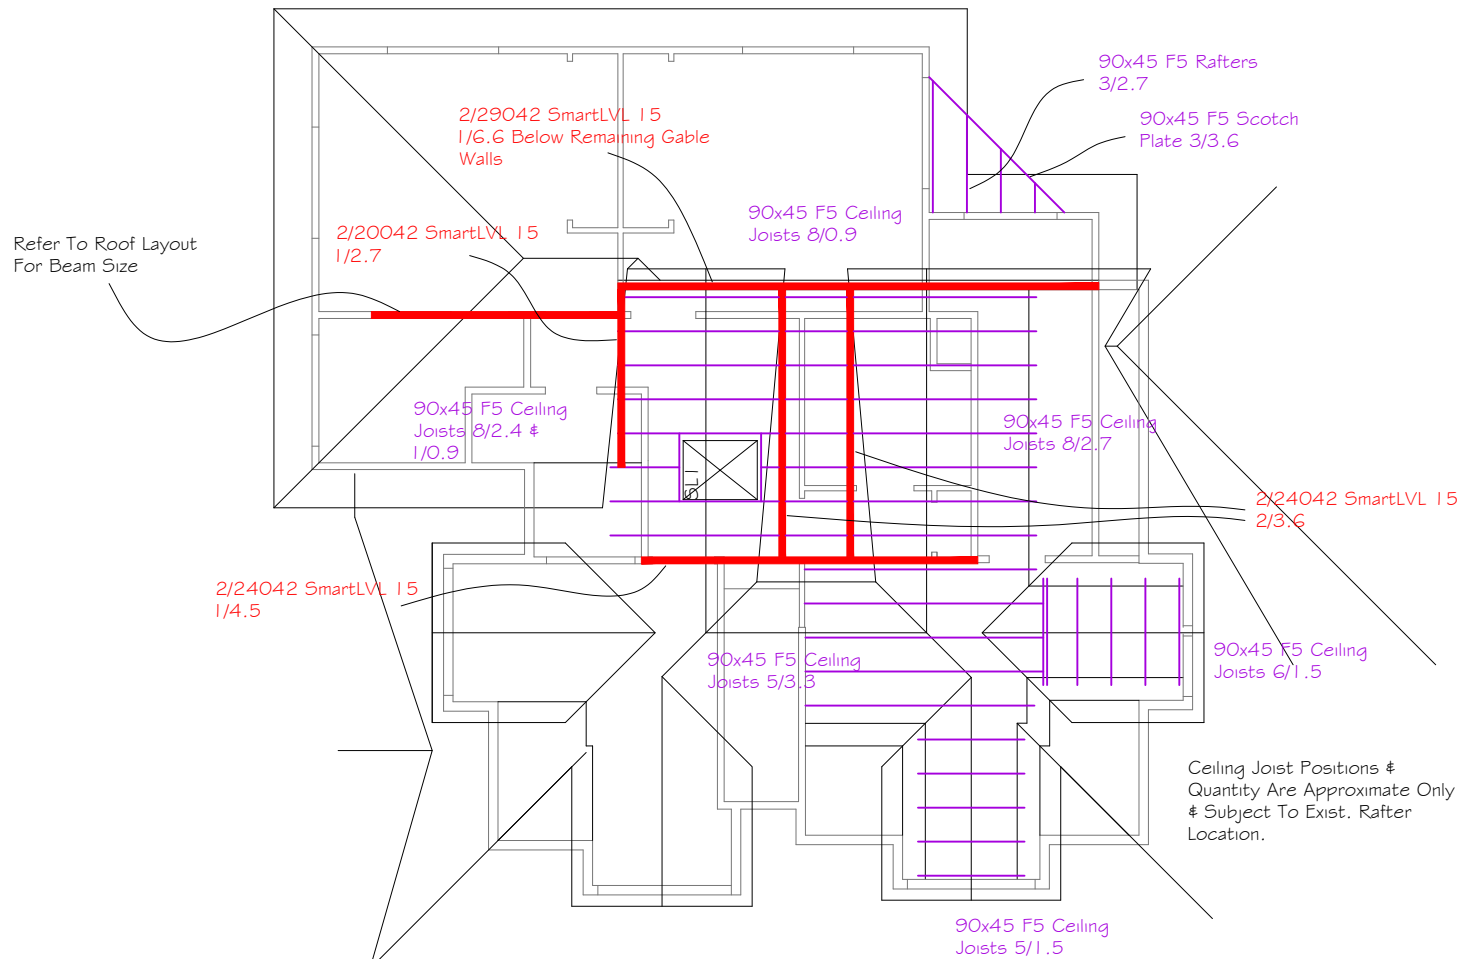 90x45 F5 Rafters
3/2.7
90x45 F5 Scotch
Plate 3/3.6
2/29042 SmartLVL 15
1/6.6 Below Remaining Gable
Walls
90x45 F5 Ceiling
Joists 8/0.9
2/20042 SmartLVL 15
1/2.7
Refer To Roof Layout
For Beam Size
90x45 F5 Ceiling
Joists 8/2.4 &
1/0.9
90x45 F5 Ceiling
Joists 8/2.7
SL1
2/24042 SmartLVL 15
2/3.6
2/24042 SmartLVL 15
1/4.5
90x45 F5 Ceiling
Joists 5/3.3
90x45 F5 Ceiling
Joists 6/1.5
Ceiling Joist Positions &
Quantity Are Approximate Only
& Subject To Exist. Rafter
Location.
90x45 F5 Ceiling
Joists 5/1.5